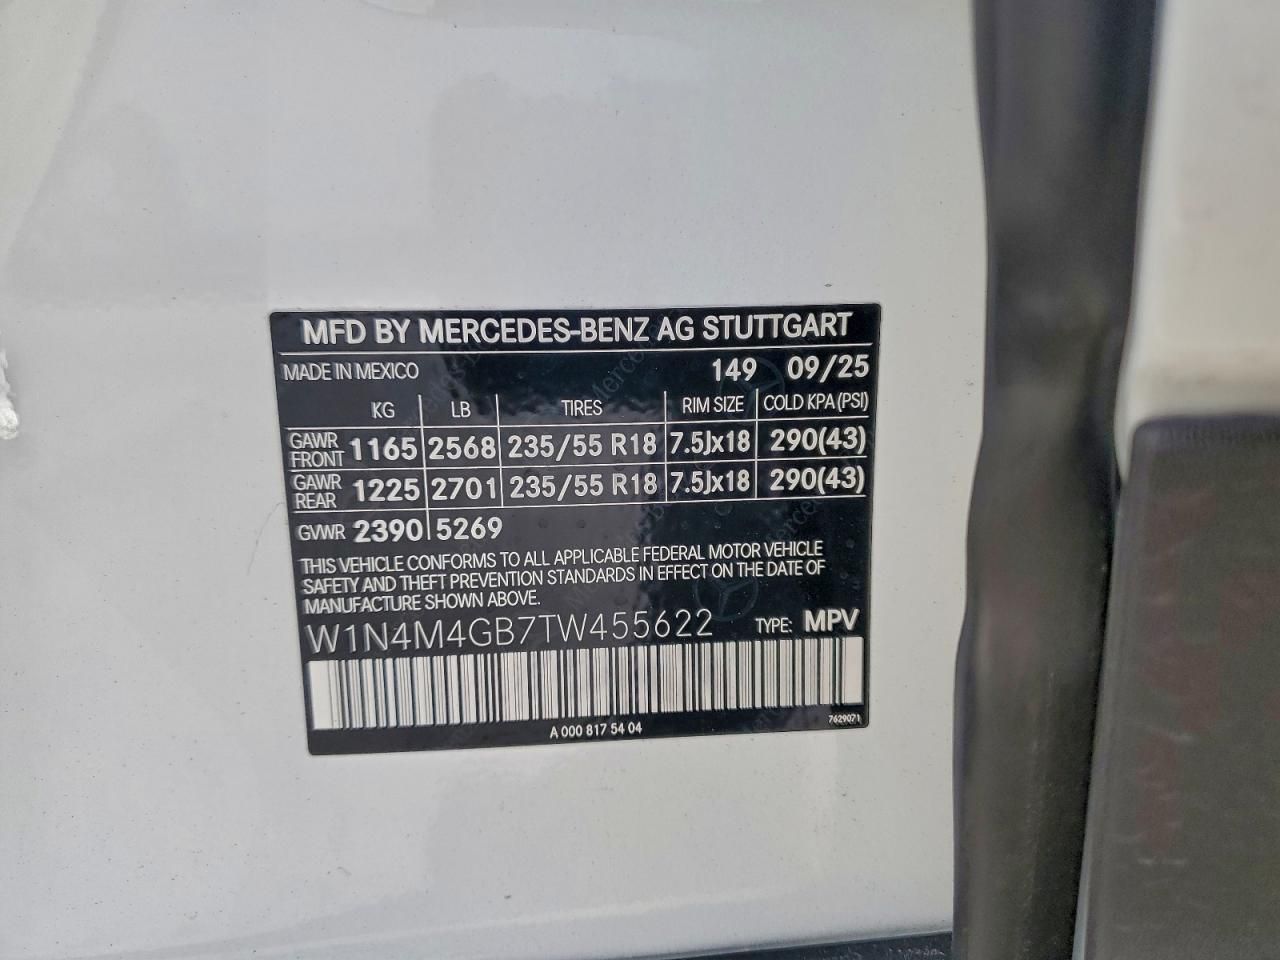 MFD BY MERCEDES-BENZ AG STUTTGART
MADE IN MEXICO 149 09/25
KG LB TIRES RIM SIZE COLD KPA (PSI)
GAWR FRONT 1165 2568 235/55 R18 7.5Jx18 290(43)
GAWR REAR 1225 2701 235/55 R18 7.5Jx18 290(43)
GVWR 2390 5269
THIS VEHICLE CONFORMS TO ALL APPLICABLE FEDERAL MOTOR VEHICLE
SAFETY AND THEFT PREVENTION STANDARDS IN EFFECT ON THE DATE OF
MANUFACTURE SHOWN ABOVE.
W1N4M4GB7TW455622 TYPE: MPV
A 000 817 54 04 7629071